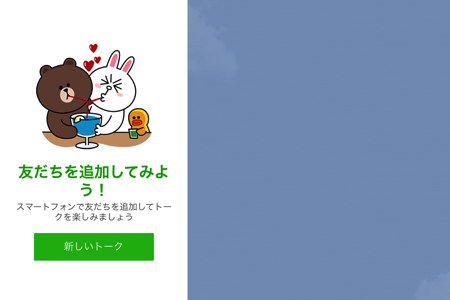 友だちを追加してみよ
う！
スマートフォンで友だちを追加してトー
クを楽しみましょう
新しいトーク